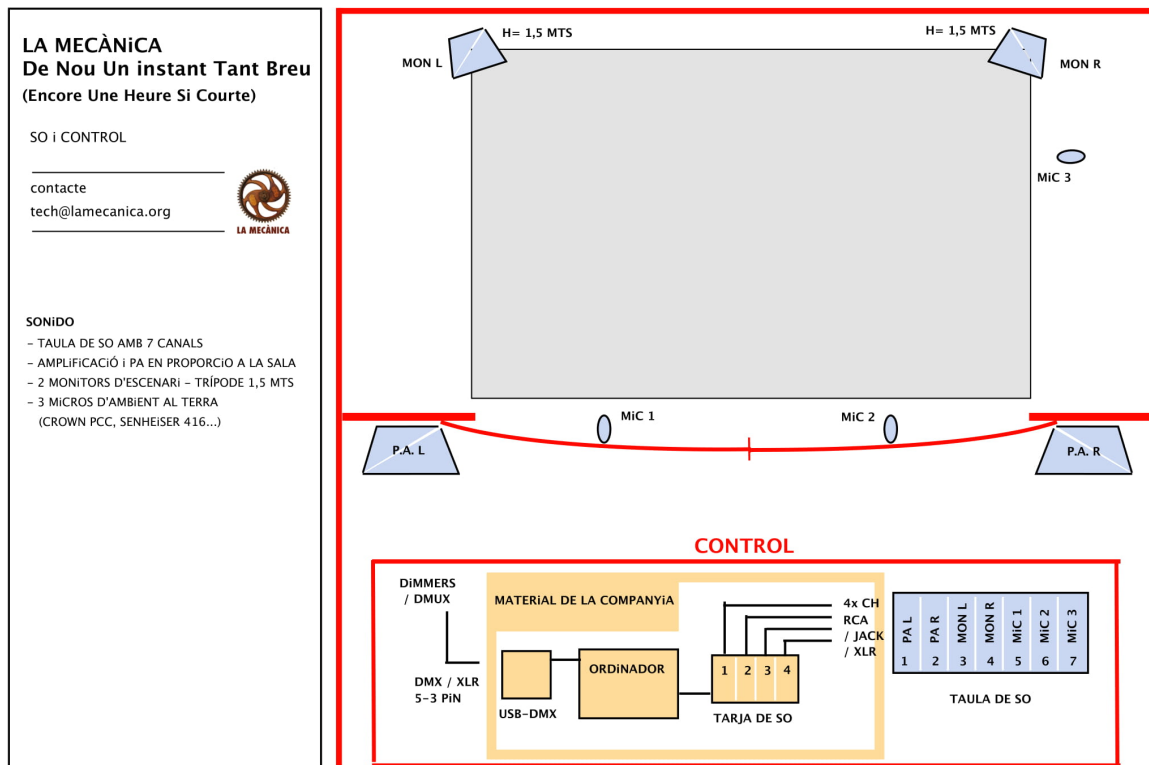 LA MECÀNiCA
De Nou Un instant Tant Breu
(Encore Une Heure Si Courte)
SO i CONTROL
contacte
tech@lamecanica.org
LA MECÀNICA
SONiDO
- TAULA DE SO AMB 7 CANALS
- AMPLiFiCACiÓ i PA EN PROPORCiO A LA SALA
- 2 MONiTORS D'ESCENARi - TRÍPODE 1,5 MTS
- 3 MiCROS D'AMBiENT AL TERRA
(CROWN PCC, SENHEiSER 416...)
H= 1,5 MTS
H= 1,5 MTS
MON L
MON R
MiC 3
MiC 1
MiC 2
P.A. L
P.A. R
CONTROL
DiMMERS
/ DMUX
DMX / XLR
5-3 PiN
MATERiAL DE LA COMPANYiA
USB-DMX
ORDiNADOR
1 2 3 4
TARJA DE SO
4x CH
RCA
/ JACK
/ XLR
PA L
PA R
MON L
MON R
MiC 1
MiC 2
MiC 3
1 2 3 4 5 6 7
TAULA DE SO